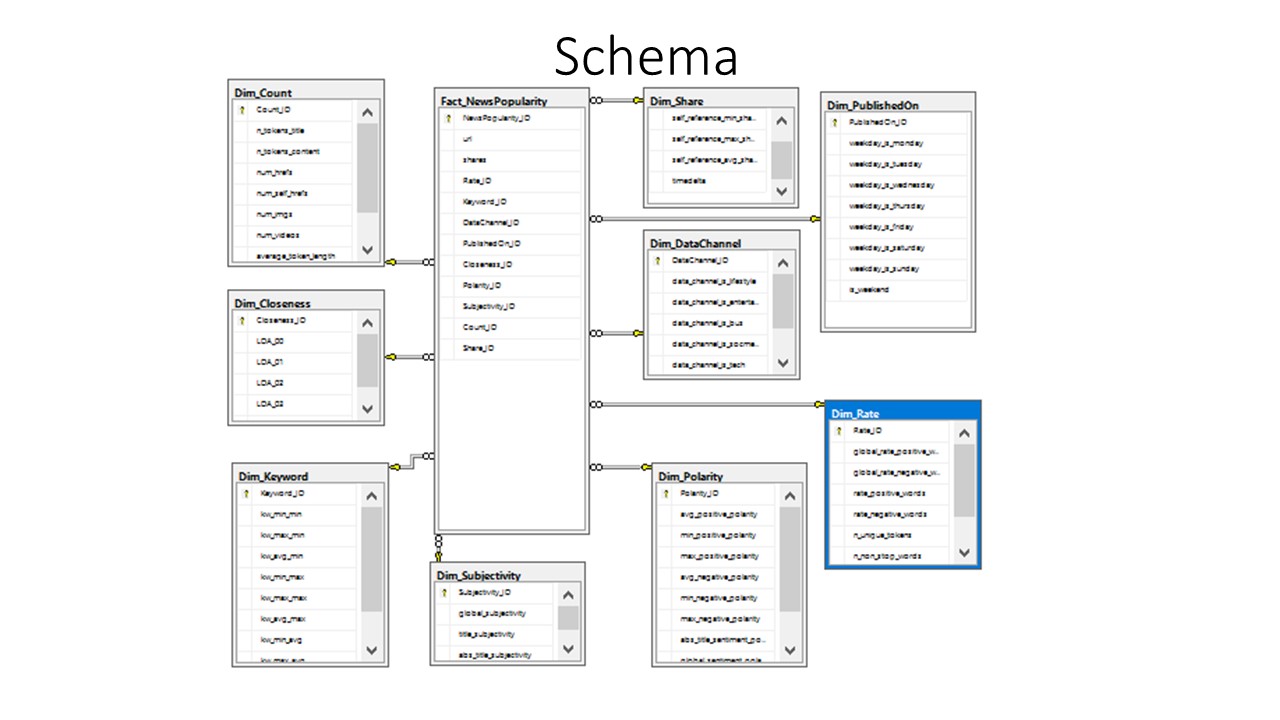 Schema
Dim_Count
Count_ID
n_tokens_title
n_tokens_content
num_hrefs
num_self_hrefs
num_imgs
num_videos
average_token_length
Dim_Closeness
Closeness_ID
LDA_00
LDA_01
LDA_02
LDA_03
Dim_Keyword
Keyword_ID
kw_min_min
kw_max_min
kw_avg_min
kw_min_max
kw_max_max
kw_avg_max
kw_min_avg
kw_max_avg
Fact_NewsPopularity
NewsPopularity_ID
url
shares
Rate_ID
Keyword_ID
DataChannel_ID
PublishedOn_ID
Closeness_ID
Polarity_ID
Subjectivity_ID
Count_ID
Share_ID
Dim_Subjectivity
Subjectivity_ID
global_subjectivity
title_subjectivity
abs_title_subjectivity
Dim_Share
self_reference_min_sha..
self_reference_max_sh..
self_reference_avg_sha..
timedelta
Dim_DataChannel
DataChannel_ID
data_channel_is_lifestyle
data_channel_is_enterta..
data_channel_is_bus
data_channel_is_socme..
data_channel_is_tech
Dim_Polarity
Polarity_ID
avg_positive_polarity
min_positive_polarity
max_positive_polarity
avg_negative_polarity
min_negative_polarity
max_negative_polarity
abs_title_sentiment_po..
global_sentiment_pola..
Dim_PublishedOn
PublishedOn_ID
weekday_is_monday
weekday_is_tuesday
weekday_is_wednesday
weekday_is_thursday
weekday_is_friday
weekday_is_saturday
weekday_is_sunday
is_weekend
Dim_Rate
Rate_ID
global_rate_positive_w..
global_rate_negative_w..
rate_positive_words
rate_negative_words
n_unique_tokens
n_non_stop_words